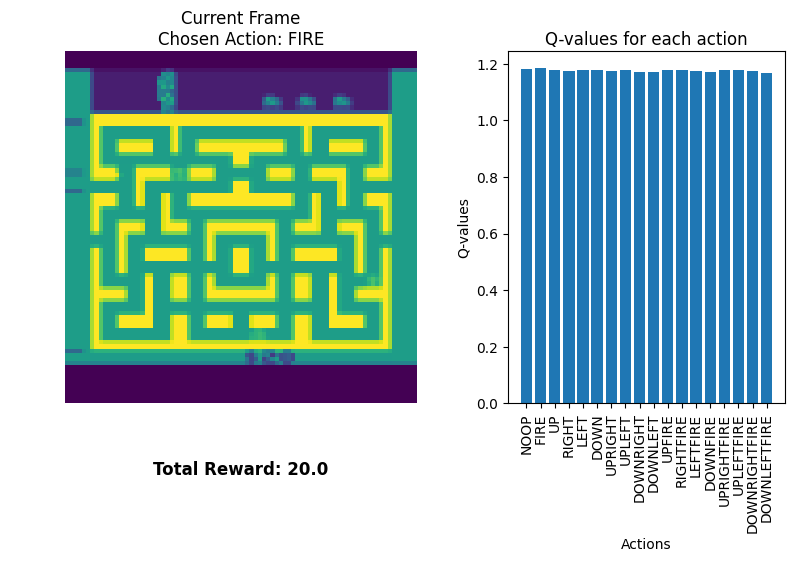 Current Frame
Chosen Action: FIRE
Total Reward: 20.0
Q-values for each action
Q-values
1.2
1.0
0.8
0.6
0.4
0.2
0.0
NOOP
FIRE
UP
RIGHT
LEFT
DOWN
UPRIGHT
UPLEFT
DOWNRIGHT
DOWNLEFT
UPFIRE
RIGHTFIRE
LEFTFIRE
DOWNFIRE
UPRIGHTFIRE
UPLEFTFIRE
DOWNRIGHTFIRE
DOWNLEFTFIRE
Actions